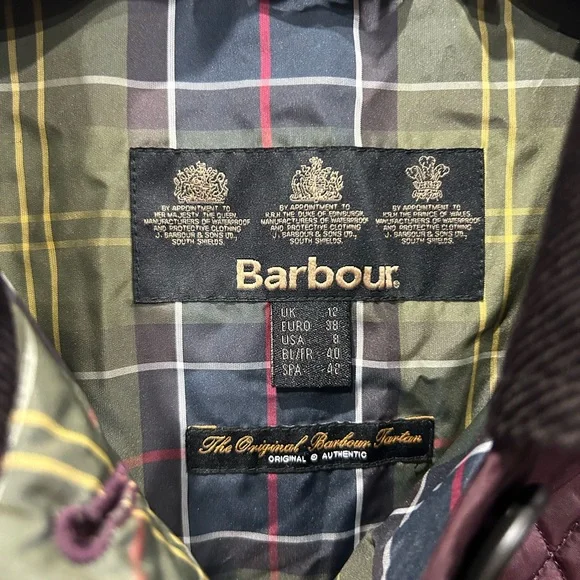 BY APPOINTMENT TO
HER MAJESTY THE QUEEN
MANUFACTURERS OF WATERPROOF
AND PROTECTIVE CLOTHING
J. BARBOUR & SONS LTD.,
SOUTH SHIELDS.
BY APPOINTMENT TO
H.R.H. THE DUKE OF EDINBURGH
MANUFACTURERS OF WATERPROOF
AND PROTECTIVE CLOTHING
J. BARBOUR & SONS LTD.,
SOUTH SHIELDS.
BY APPOINTMENT TO
H.R.H. THE PRINCE OF WALES
MANUFACTURERS OF WATERPROOF
AND PROTECTIVE CLOTHING
J. BARBOUR & SONS LTD.,
SOUTH SHIELDS.
Barbour®
UK 12
EURO 38
USA 8
BL/FR 40
SPA 42
The Original Barbour Tartan
ORIGINAL & AUTHENTIC